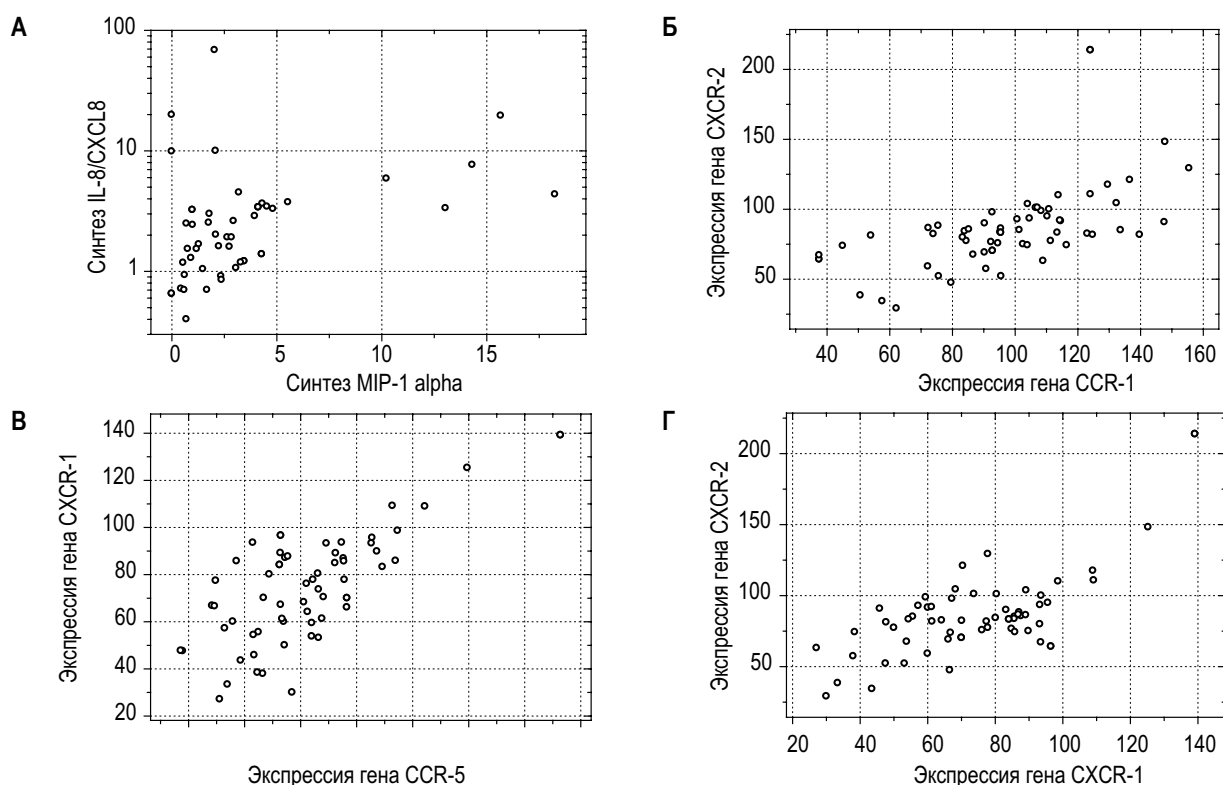 А
100
10
1
Синтез IL-8/CXCL8
0 5 10 15
Синтез MIP-1 alpha
Б
200
150
100
50
Экспрессия гена CXCR-2
40 60 80 100 120 140 160
Экспрессия гена CCR-1
В
140
120
100
80
60
40
20
Экспрессия гена CXCR-1
Экспрессия гена CCR-5
Г
200
150
100
50
Экспрессия гена CXCR-2
20 40 60 80 100 120 140
Экспрессия гена CXCR-1